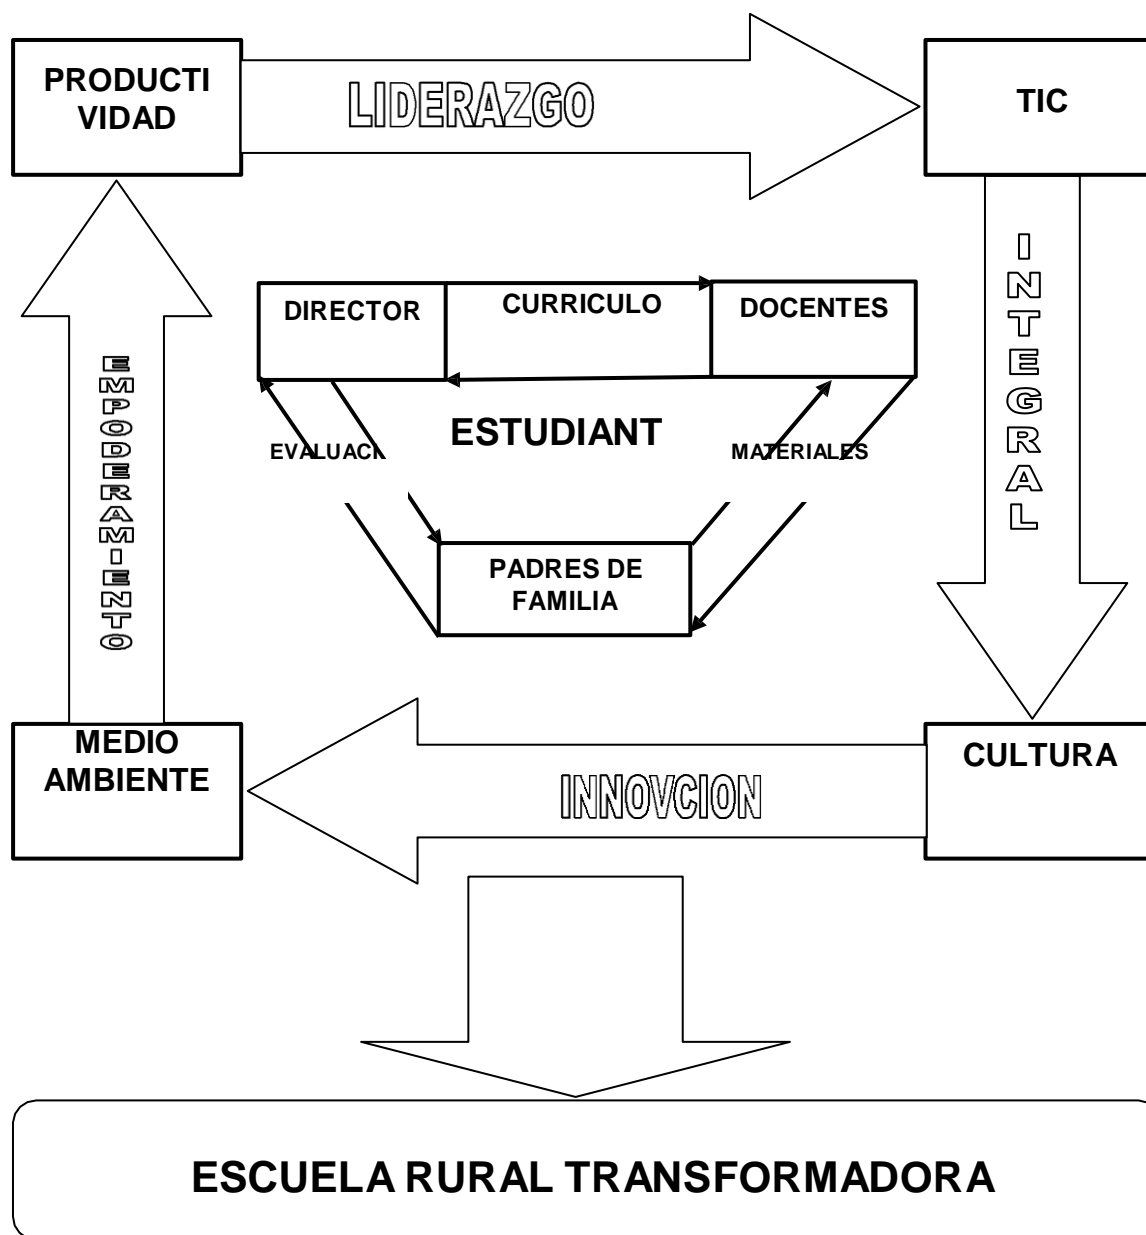 PRODUCTI
VIDAD
LIDERAZGO
TIC
INTEGRAL
DIRECTOR
CURRICULO
DOCENTES
EMPODERAMIENTO
ESTUDIANT
EVALUACI
MATERIALES
PADRES DE
FAMILIA
MEDIO
AMBIENTE
INNOVCION
CULTURA
ESCUELA RURAL TRANSFORMADORA